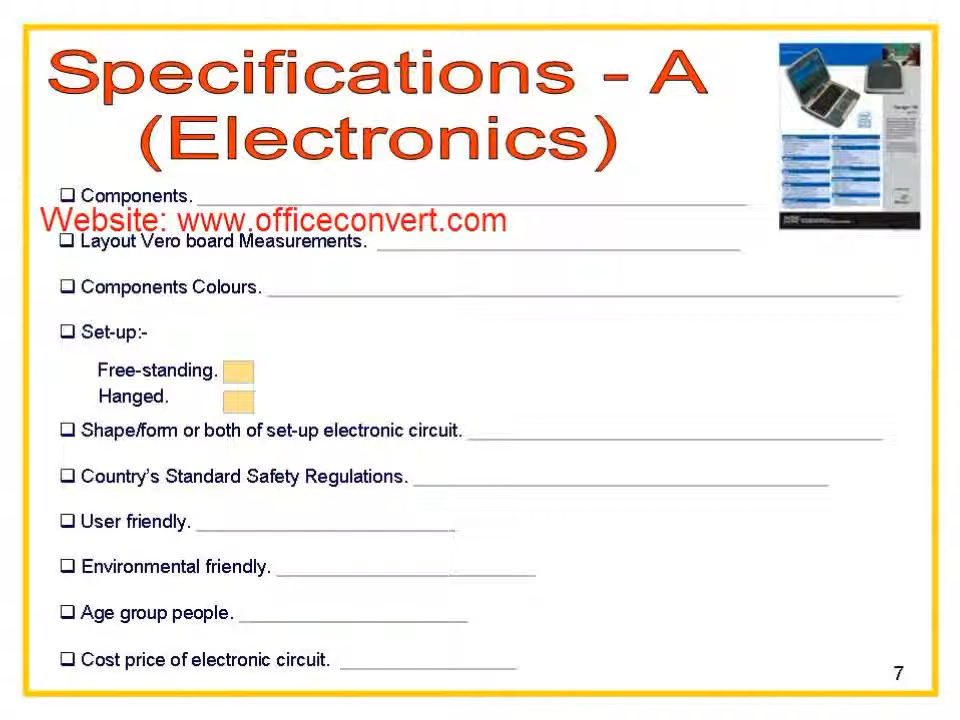 Specifications - A
(Electronics)
❑ Components.
Website: www.officeconvert.com
❑ Layout Vero board Measurements.
❑ Components Colours.
❑ Set-up:-
Free-standing.
Hanged.
❑ Shape/form or both of set-up electronic circuit.
❑ Country's Standard Safety Regulations.
❑ User friendly.
❑ Environmental friendly.
❑ Age group people.
❑ Cost price of electronic circuit.
7